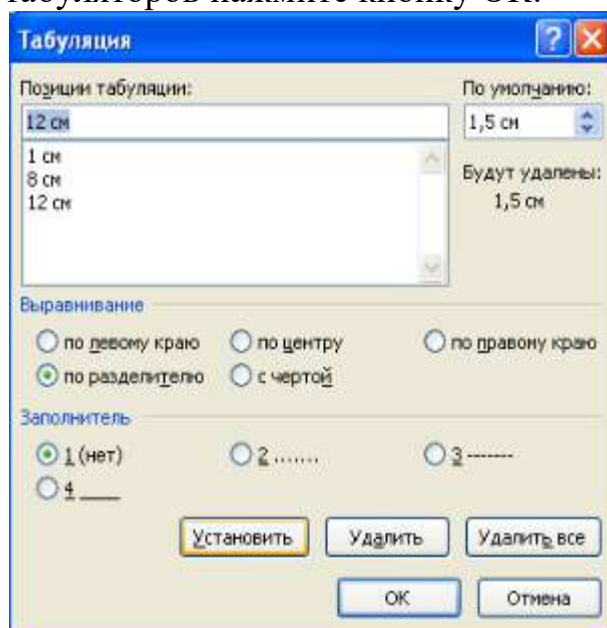 табуляторов нажмите кнопку ОК.
Табуляция
Позиции табуляции:
По умолчанию:
12 см
1,5 см
1 см
8 см
12 см
Будут удалены:
1,5 см
Выравнивание
по левому краю
по центру
по правому краю
по разделителю
с чертой
Заполнитель
1 (нет)
2 .......
3 -------
4 ____
Установить
Удалить
Удалить все
ОК
Отмена